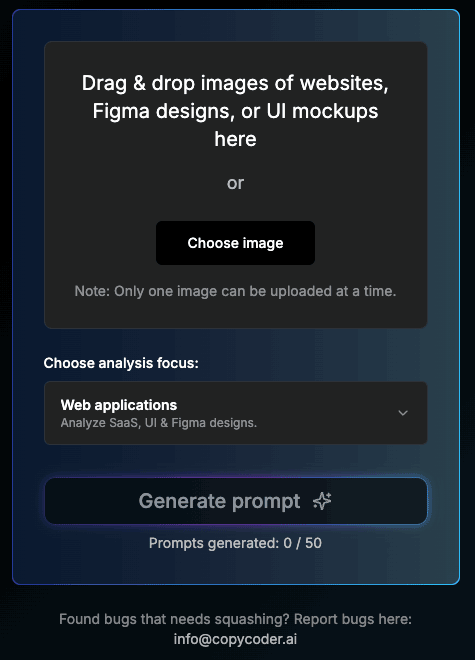 Drag & drop images of websites,
Figma designs, or UI mockups
here
or
Choose image
Note: Only one image can be uploaded at a time.
Choose analysis focus:
Web applications
Analyze SaaS, UI & Figma designs.
Generate prompt
Prompts generated: 0 / 50
Found bugs that needs squashing? Report bugs here:
info@copycoder.ai